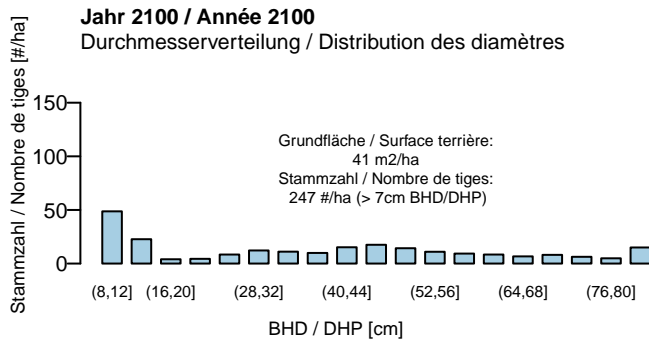 Jahr 2100 / Année 2100
Durchmesserverteilung / Distribution des diamètres
Stammzahl / Nombre de tiges [#/ha]
150
100
50
0
Grundfläche / Surface terrière:
41 m2/ha
Stammzahl / Nombre de tiges:
247 #/ha (> 7cm BHD/DHP)
(8,12] (16,20] (28,32] (40,44] (52,56] (64,68] (76,80]
BHD / DHP [cm]